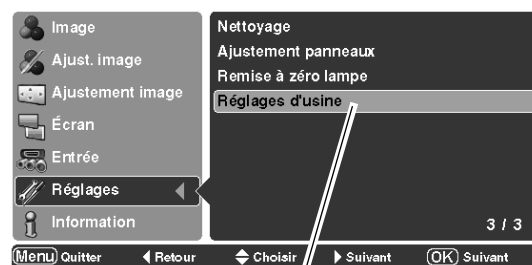 Image
Ajust. image
Ajustement image
Écran
Entrée
Réglages
Information
Nettoyage
Ajustement panneaux
Remise à zéro lampe
Réglages d'usine
3 / 3
Menu Quitter Retour Choisir Suivant OK Suivant